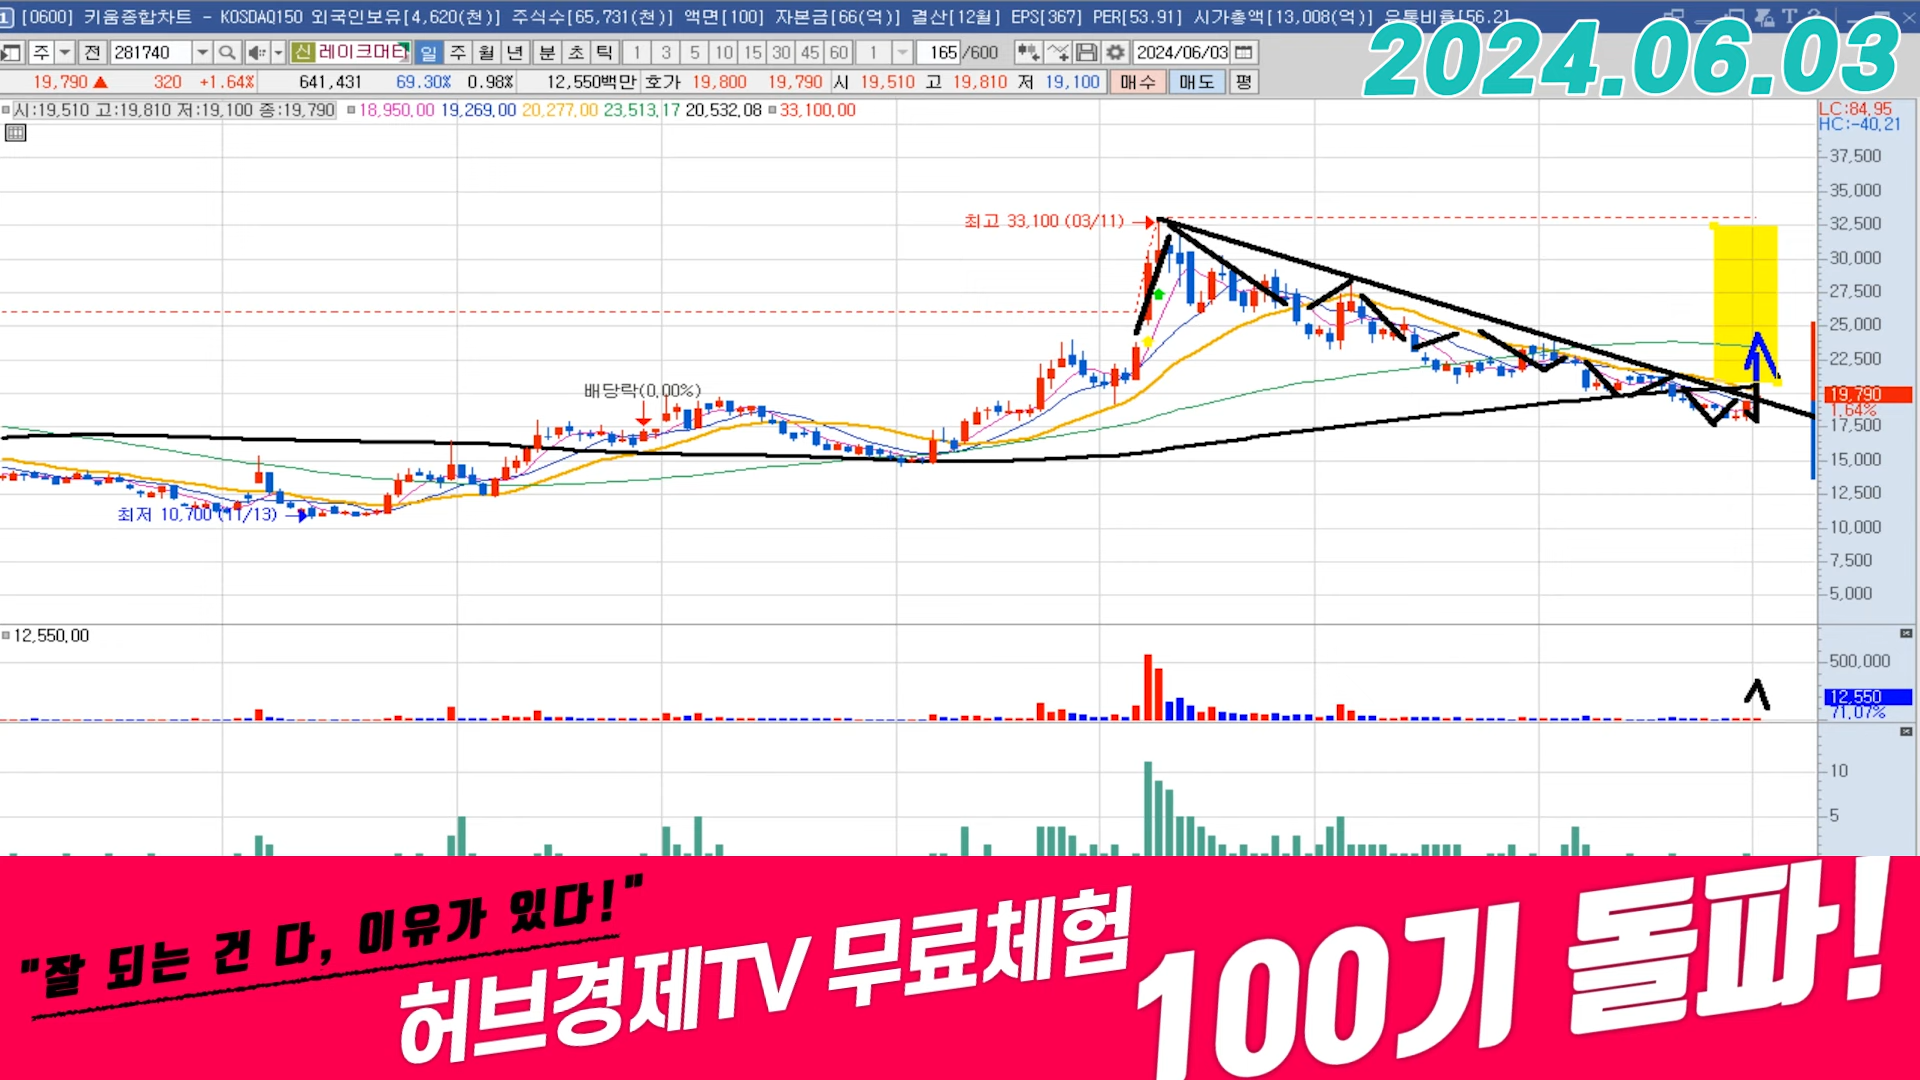 [0600] 키움종합차트 - KOSDAQ150 외국인보유[4,620(천)] 주식수[65,731(천)] 액면[100] 자본금[66(억)] 결산[12월] EPS[367] PER[53.91] 시가총액[13,008(억)] 유통비율[56.2]
2024.06.03
주 전 281740 신 레이크머티 일 주 월 년 분 초 틱 1 3 5 10 15 30 45 60 1 165 /600 2024/06/03
19,790 ▲ 320 +1.64% 641,431 69.30% 0.98% 12,550백만 호가 19,800 19,790 시 19,510 고 19,810 저 19,100 매수 매도 평
시:19,510 고:19,810 저:19,100 종:19,790 18,950.00 19,269.00 20,277.00 23,513.17 20,532.08 33,100.00
LC:84.95
HC:-40.21
37,500
35,000
최고 33,100 (03/11)
32,500
30,000
27,500
25,000
22,500
배당락(0.00%)
19,790
1.64%
17,500
15,000
12,500
최저 10,700 (11/13)
10,000
7,500
5,000
12,550.00
500,000
12,550
71.07%
10
5
"잘 되는 건 다, 이유가 있다!"
허브경제TV 무료체험
100기 돌파!